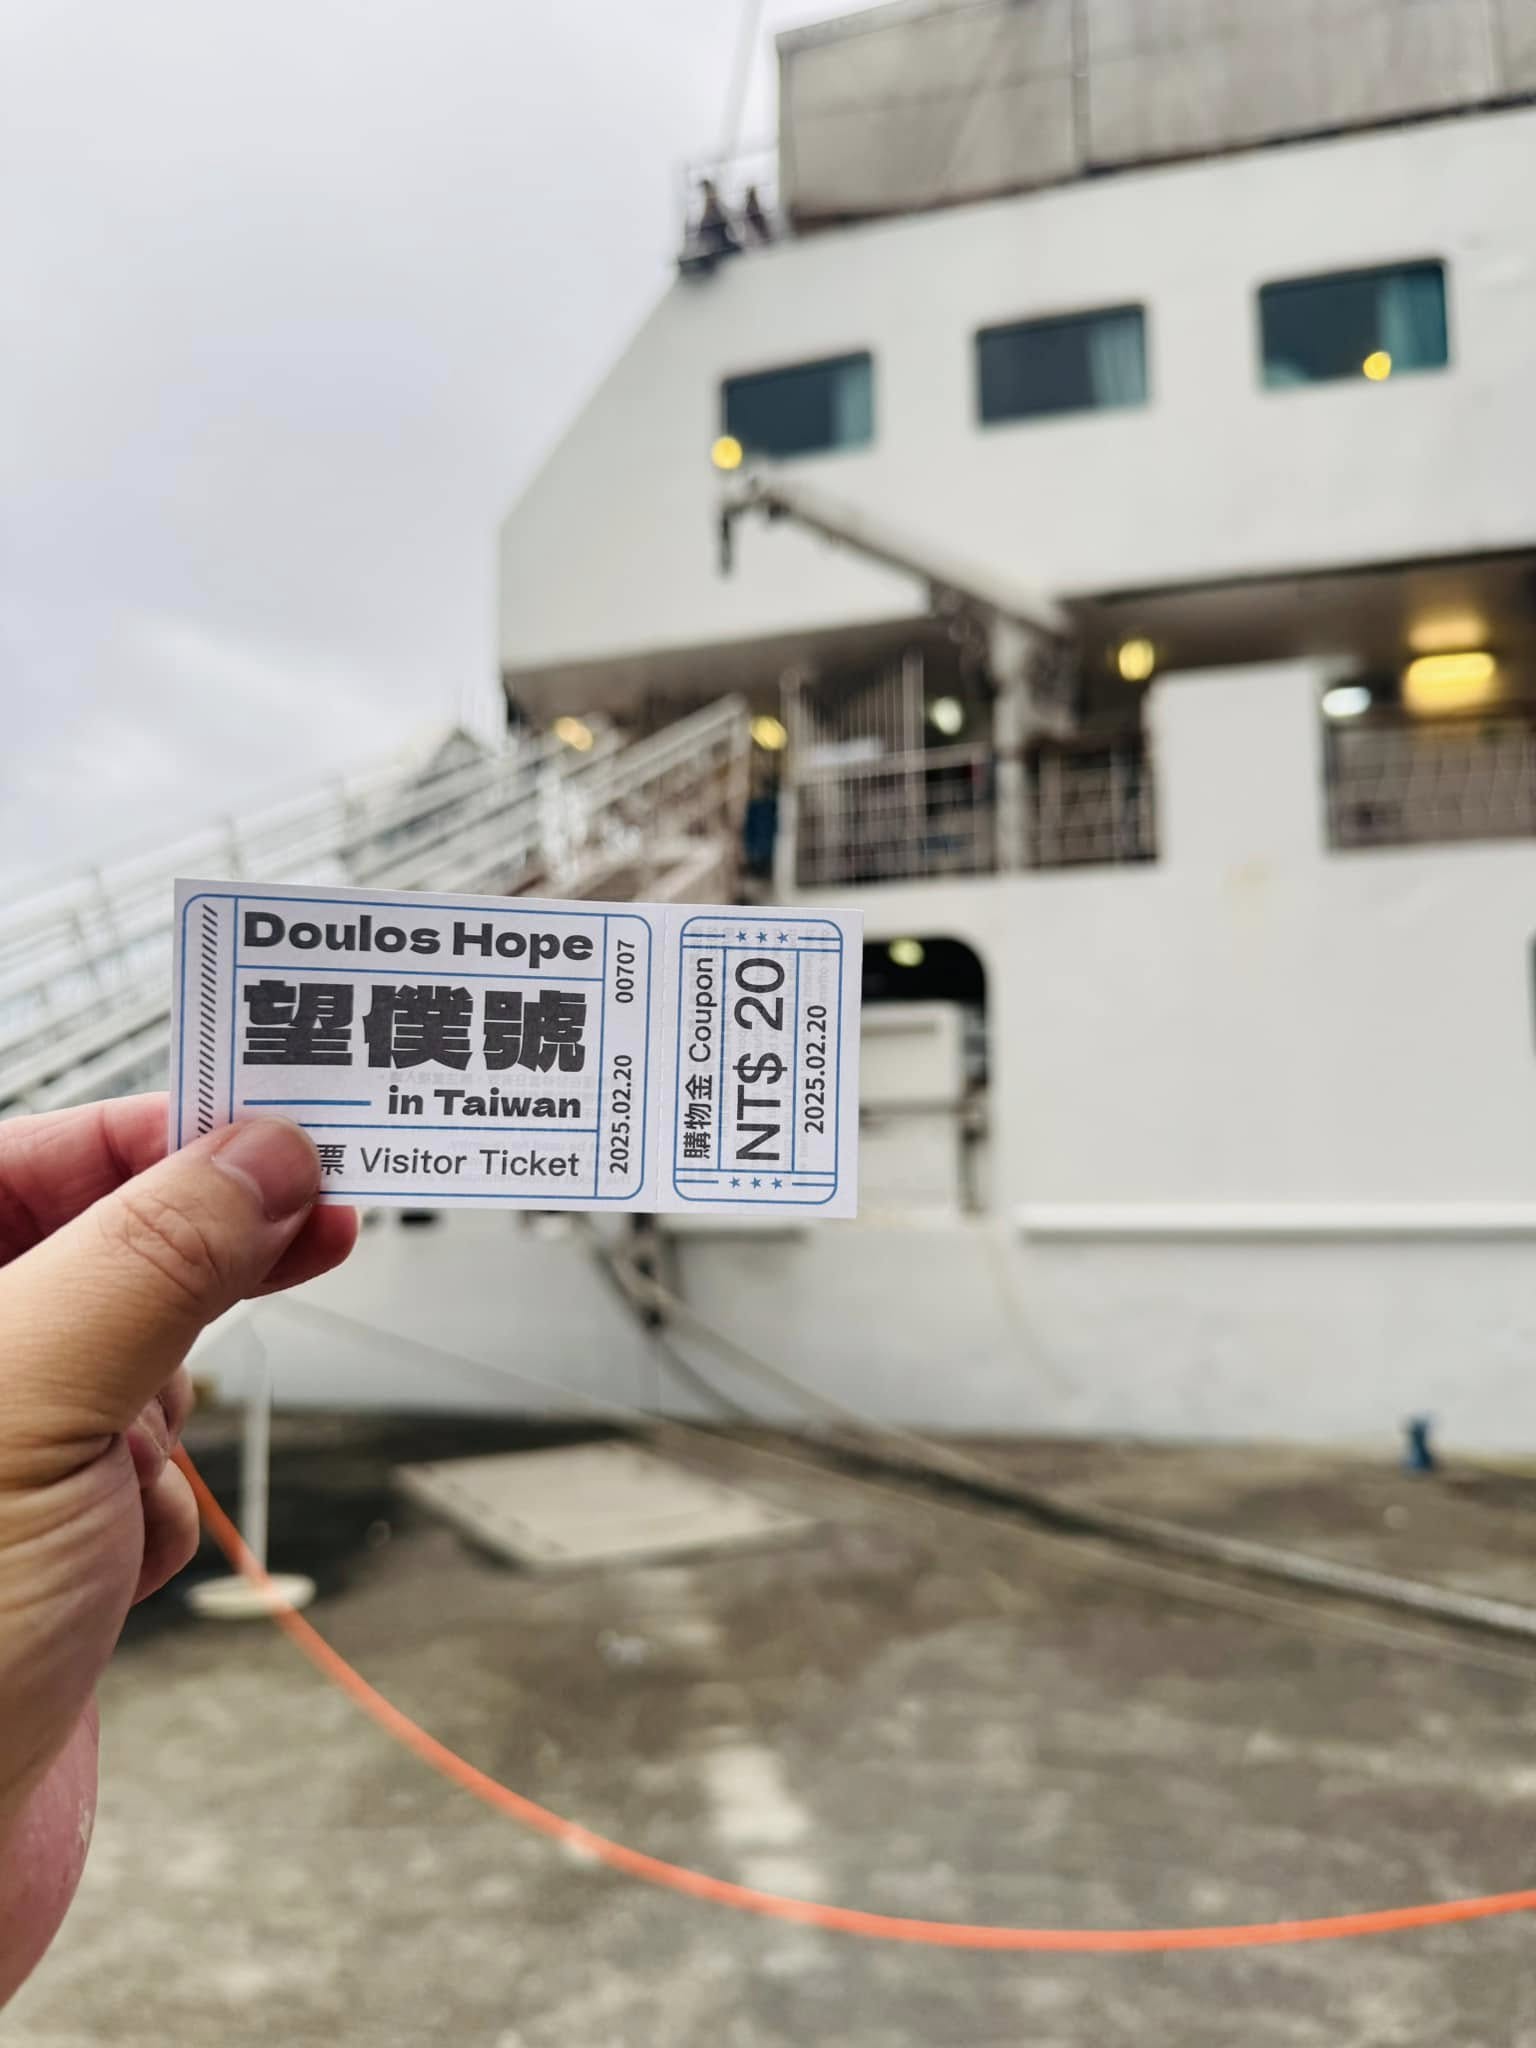 Doulos Hope
望僕號
in Taiwan
票 Visitor Ticket
2025.02.20
00707
購物金 Coupon
NT$ 20
2025.02.20